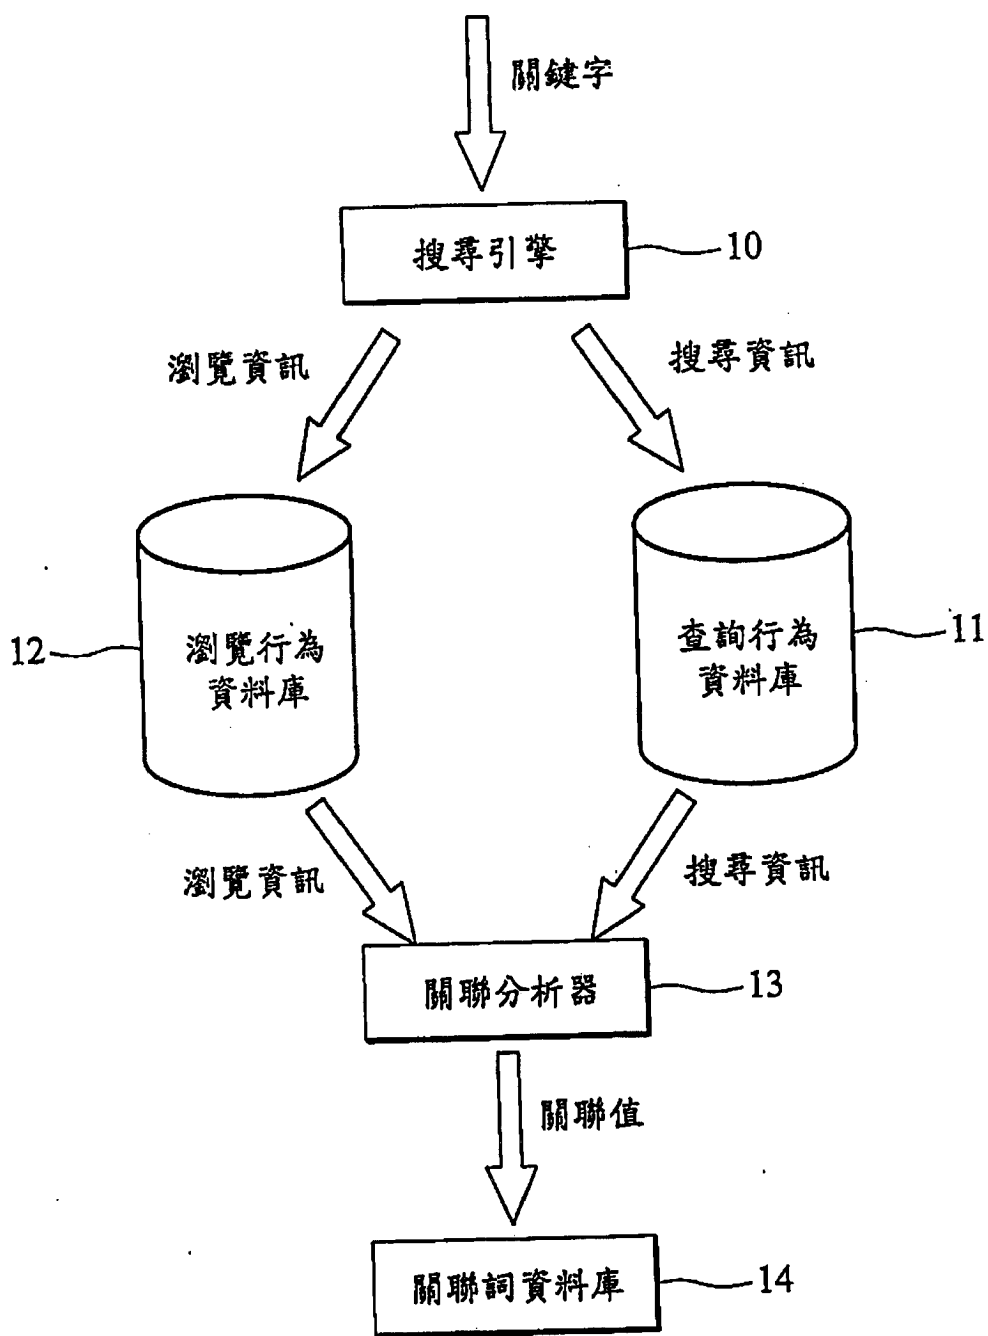 關鍵字
搜尋引擎
10
瀏覽資訊
搜尋資訊
12
瀏覽行為
資料庫
查詢行為
資料庫
11
瀏覽資訊
搜尋資訊
關聯分析器
13
關聯值
關聯詞資料庫
14